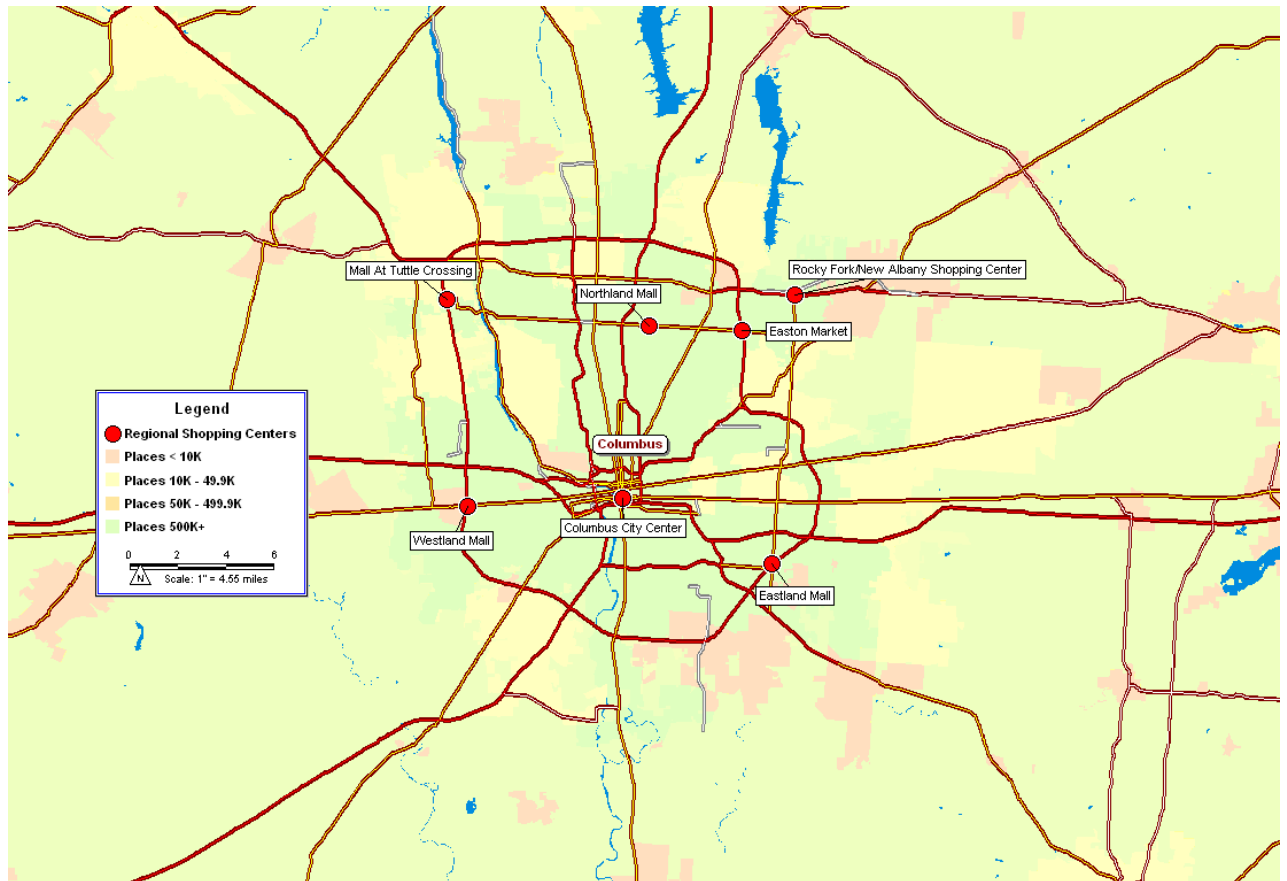 Mall At Tuttle Crossing
Rocky Fork/New Albany Shopping Center
Northland Mall
Easton Market
Columbus
Columbus City Center
Westland Mall
Eastland Mall
Legend
Regional Shopping Centers
Places < 10K
Places 10K - 49.9K
Places 50K - 499.9K
Places 500K+
0 2 4 6
N
Scale: 1" = 4.55 miles